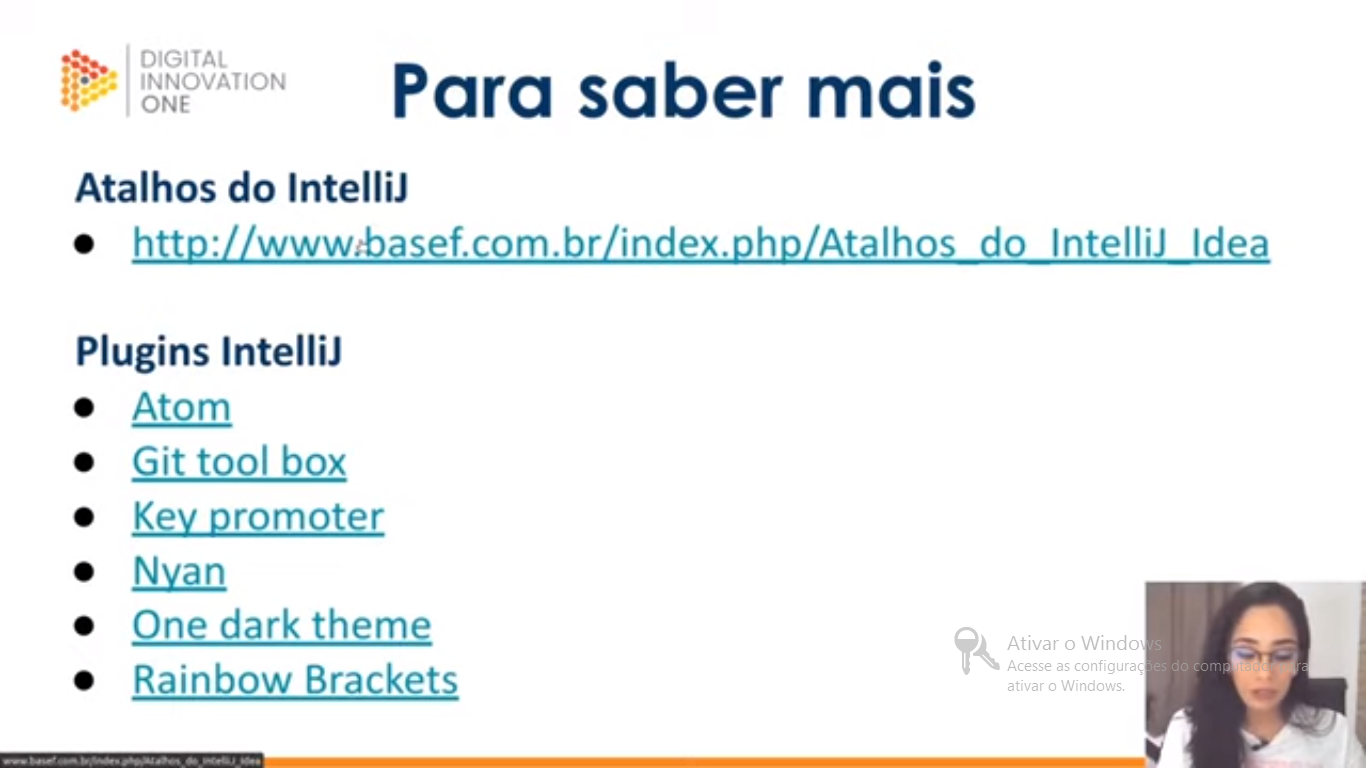 DIGITAL
INNOVATION
ONE
Para saber mais
Atalhos do IntelliJ
● http://www.basef.com.br/index.php/Atalhos_do_IntelliJ_Idea
Plugins IntelliJ
● Atom
● Git tool box
● Key promoter
● Nyan
● One dark theme
● Rainbow Brackets
Ativar o Windows
Acesse as configurações do computador para
ativar o Windows.
www.basef.com.br/index.php/Atalhos_do_IntelliJ_Idea